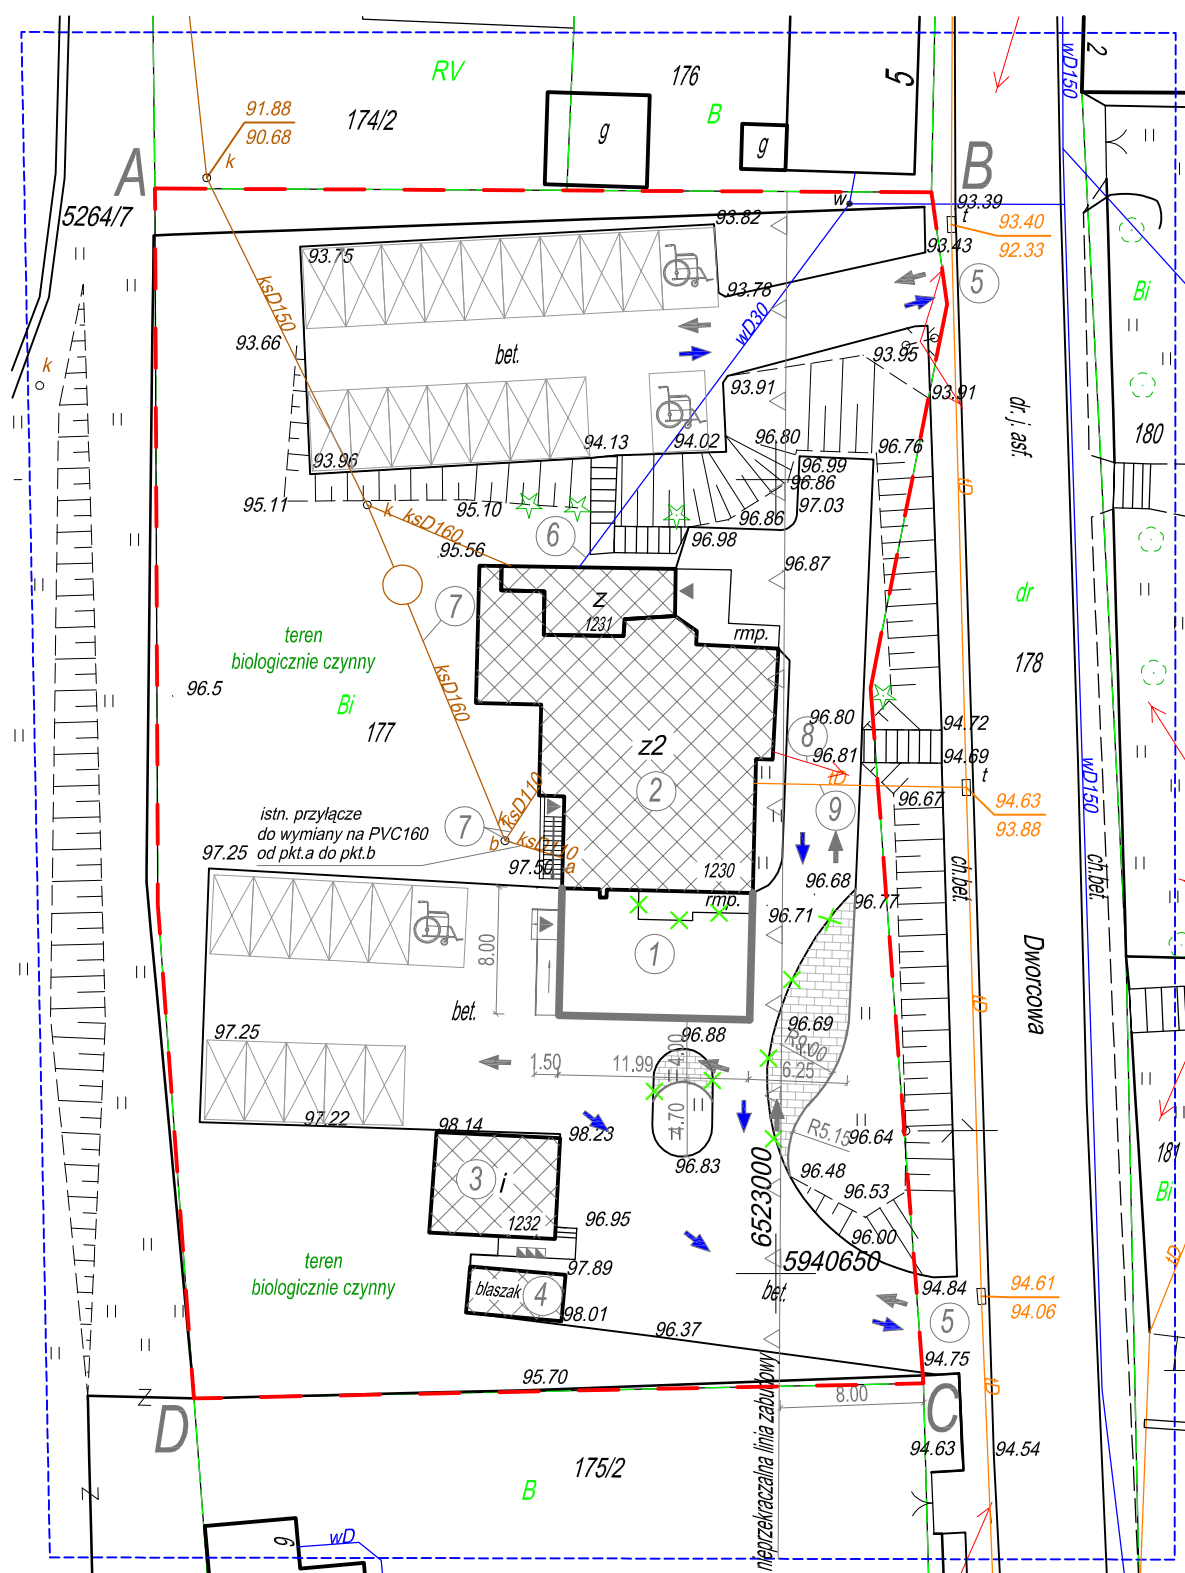 2
RV
176
wD150
5
91.88
90.68
k
174/2
B
g
g
A
B
5264/7
w
93.39
t
93.40
92.33
93.82
93.43
93.75
5
93.78
Bi
ksD150
wD30
93.66
bet.
93.95
k
93.91
93.91
dr. j. asf.
180
94.13
94.02
96.80
96.76
93.96
96.99
96.86
95.11
k
95.10
97.03
tD
ksD160
96.86
6
96.98
95.56
96.87
7
z
1231
rmp.
dr
teren
biologicznie czynny
178
96.5
Bi
177
ksD160
96.80
94.72
z2
8
96.81
94.69
t
tD
wD150
2
94.63
93.88
96.67
9
ksD110
istn. przyłącze
do wymiany na PVC160
od pkt.a do pkt.b
7
b
ksD110
a
97.25
97.50
1230
96.68
ch.bet.
ch.bet.
rmp.
96.77
96.71
1
8.00
Dworcowa
bet.
tD
97.25
96.88
96.69
R9.00
1.50
11.99
4.00
6.25
97.22
98.14
98.23
4.70
R5.15
96.64
96.83
181
3
i
96.48
96.53
Bi
6523000
1232
96.95
96.00
5940650
teren
biologicznie czynny
97.89
bet.
tD
blaszak
4
94.84
94.61
94.06
98.01
96.37
5
94.75
95.70
8.00
tD
nieprzekraczalna linia zabudowy
D
C
94.63
94.54
175/2
B
6
wD